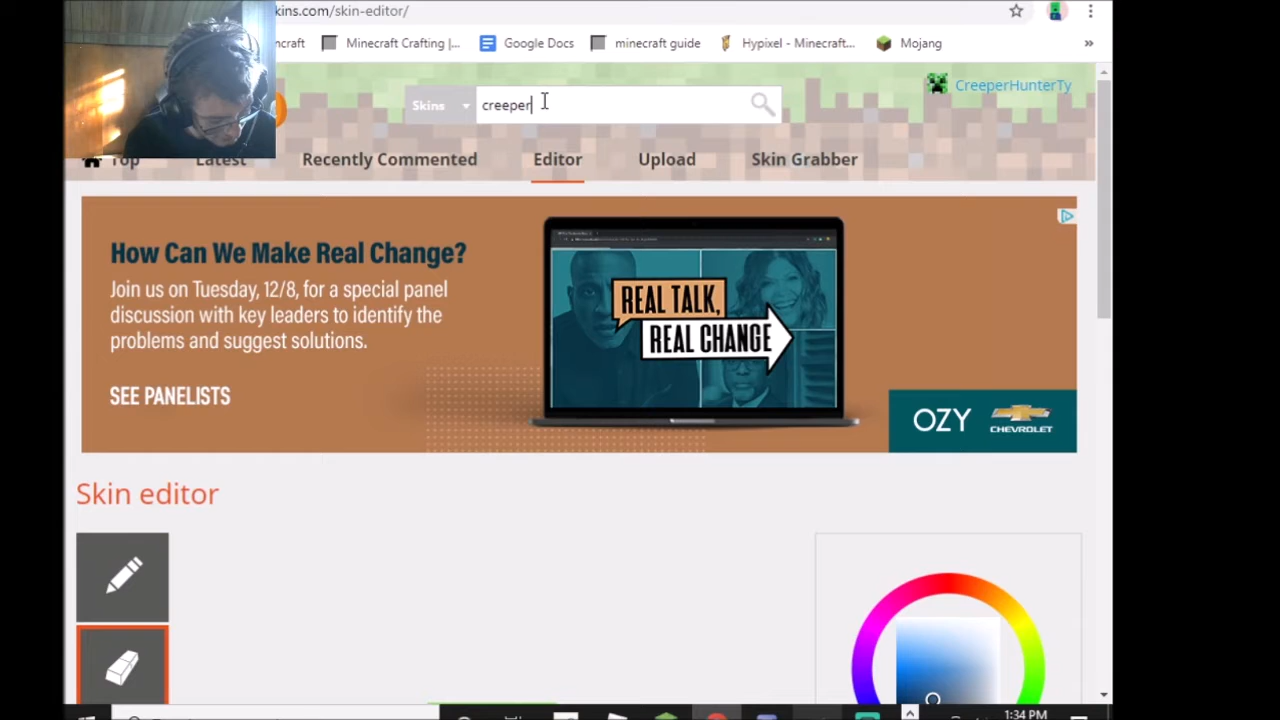 kins.com/skin-editor/
ncraft Minecraft Crafting |... Google Docs minecraft guide Hypixel - Minecraft... Mojang »
Skins creeper CreeperHunterTy
Top Latest Recently Commented Editor Upload Skin Grabber
How Can We Make Real Change?
Join us on Tuesday, 12/8, for a special panel
discussion with key leaders to identify the
problems and suggest solutions.
SEE PANELISTS
REAL TALK,
REAL CHANGE
OZY CHEVROLET
Skin editor
1:34 PM